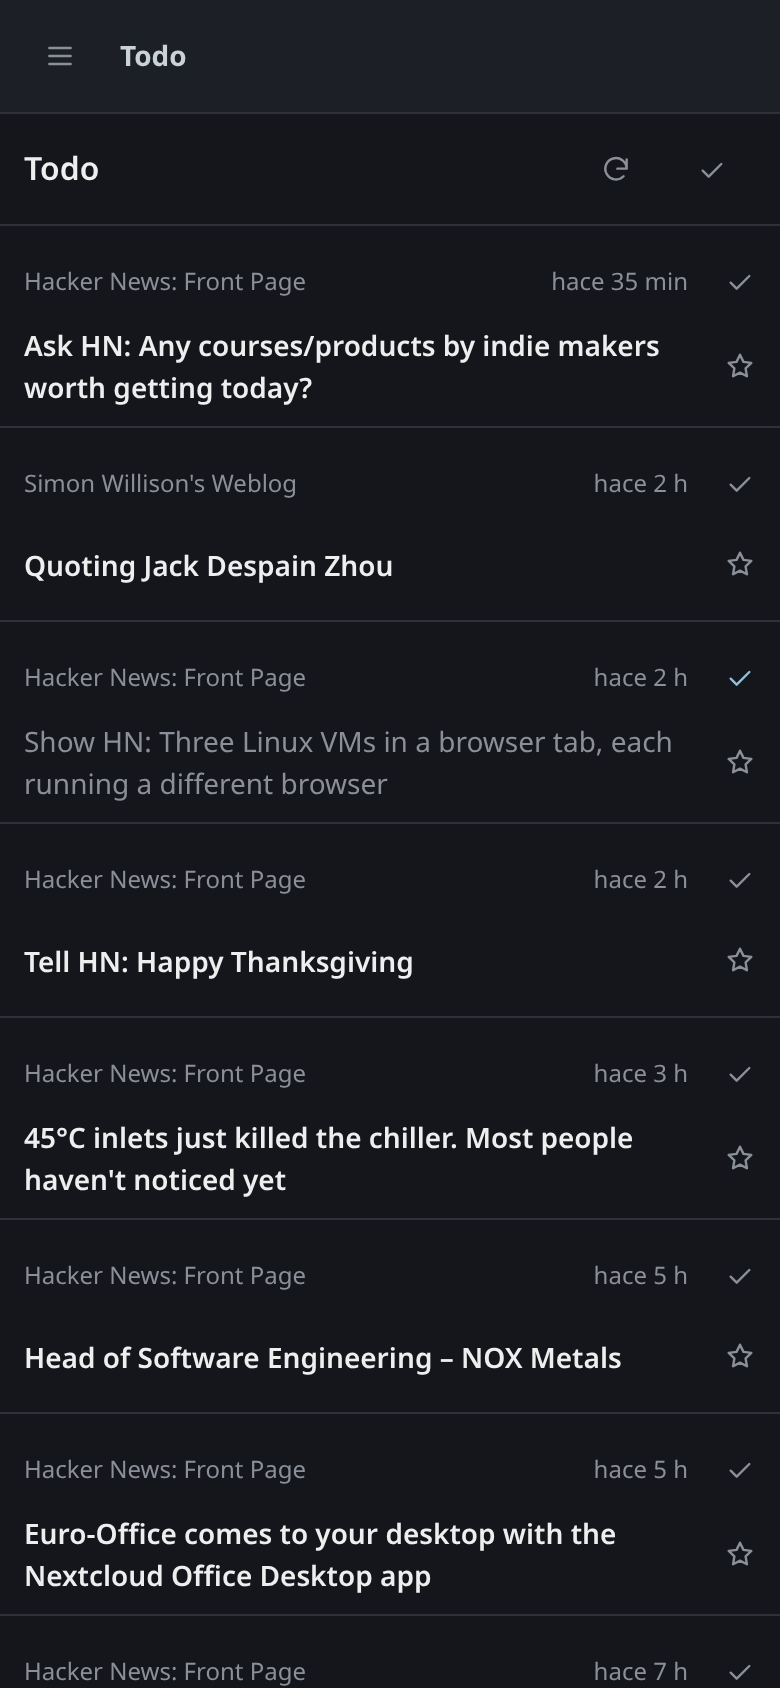 Todo
Todo
Hacker News: Front Page hace 35 min
Ask HN: Any courses/products by indie makers
worth getting today?
Simon Willison's Weblog hace 2 h
Quoting Jack Despain Zhou
Hacker News: Front Page hace 2 h
Show HN: Three Linux VMs in a browser tab, each
running a different browser
Hacker News: Front Page hace 2 h
Tell HN: Happy Thanksgiving
Hacker News: Front Page hace 3 h
45°C inlets just killed the chiller. Most people
haven't noticed yet
Hacker News: Front Page hace 5 h
Head of Software Engineering – NOX Metals
Hacker News: Front Page hace 5 h
Euro-Office comes to your desktop with the
Nextcloud Office Desktop app
Hacker News: Front Page hace 7 h